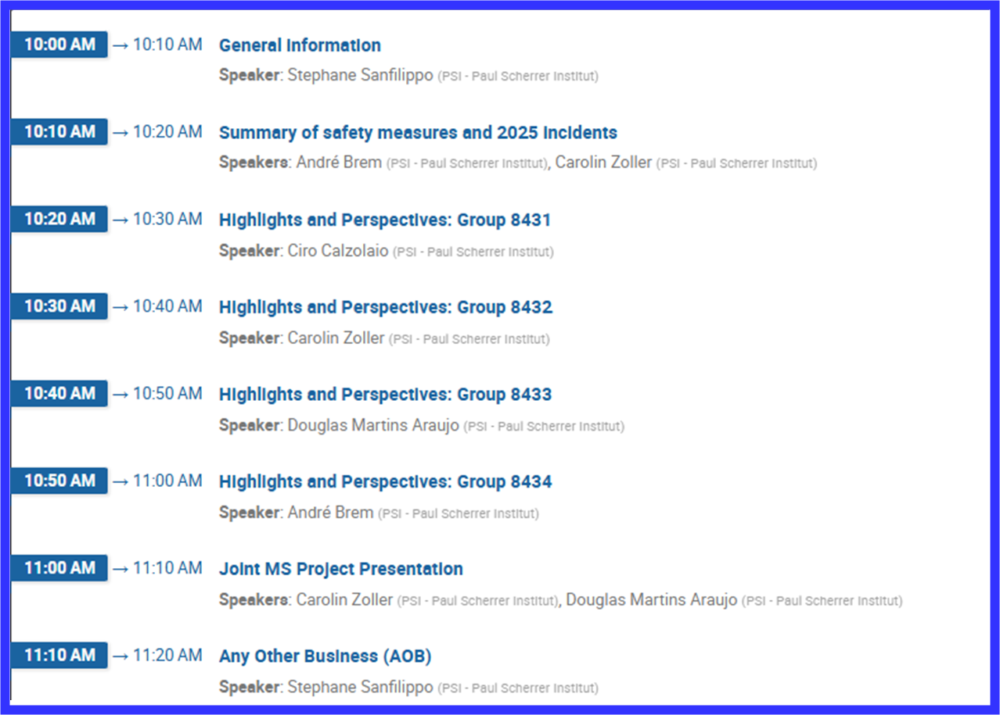 10:00 AM → 10:10 AM General Information
Speaker: Stephane Sanfilippo (PSI - Paul Scherrer Institut)
10:10 AM → 10:20 AM Summary of safety measures and 2025 Incidents
Speakers: André Brem (PSI - Paul Scherrer Institut), Carolin Zoller (PSI - Paul Scherrer Institut)
10:20 AM → 10:30 AM Highlights and Perspectives: Group 8431
Speaker: Ciro Calzolaio (PSI - Paul Scherrer Institut)
10:30 AM → 10:40 AM Highlights and Perspectives: Group 8432
Speaker: Carolin Zoller (PSI - Paul Scherrer Institut)
10:40 AM → 10:50 AM Highlights and Perspectives: Group 8433
Speaker: Douglas Martins Araujo (PSI - Paul Scherrer Institut)
10:50 AM → 11:00 AM Highlights and Perspectives: Group 8434
Speaker: André Brem (PSI - Paul Scherrer Institut)
11:00 AM → 11:10 AM Joint MS Project Presentation
Speakers: Carolin Zoller (PSI - Paul Scherrer Institut), Douglas Martins Araujo (PSI - Paul Scherrer Institut)
11:10 AM → 11:20 AM Any Other Business (AOB)
Speaker: Stephane Sanfilippo (PSI - Paul Scherrer Institut)